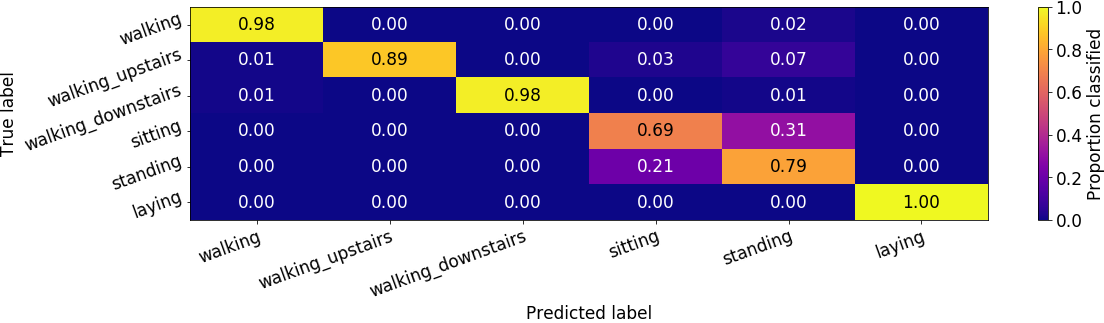 True label
walking 0.98 0.00 0.00 0.00 0.02 0.00
walking_upstairs 0.01 0.89 0.00 0.03 0.07 0.00
walking_downstairs 0.01 0.00 0.98 0.00 0.01 0.00
sitting 0.00 0.00 0.00 0.69 0.31 0.00
standing 0.00 0.00 0.00 0.21 0.79 0.00
laying 0.00 0.00 0.00 0.00 0.00 1.00
walking walking_upstairs walking_downstairs sitting standing laying
Predicted label
1.0
0.8
0.6
0.4
0.2
0.0
Proportion classified